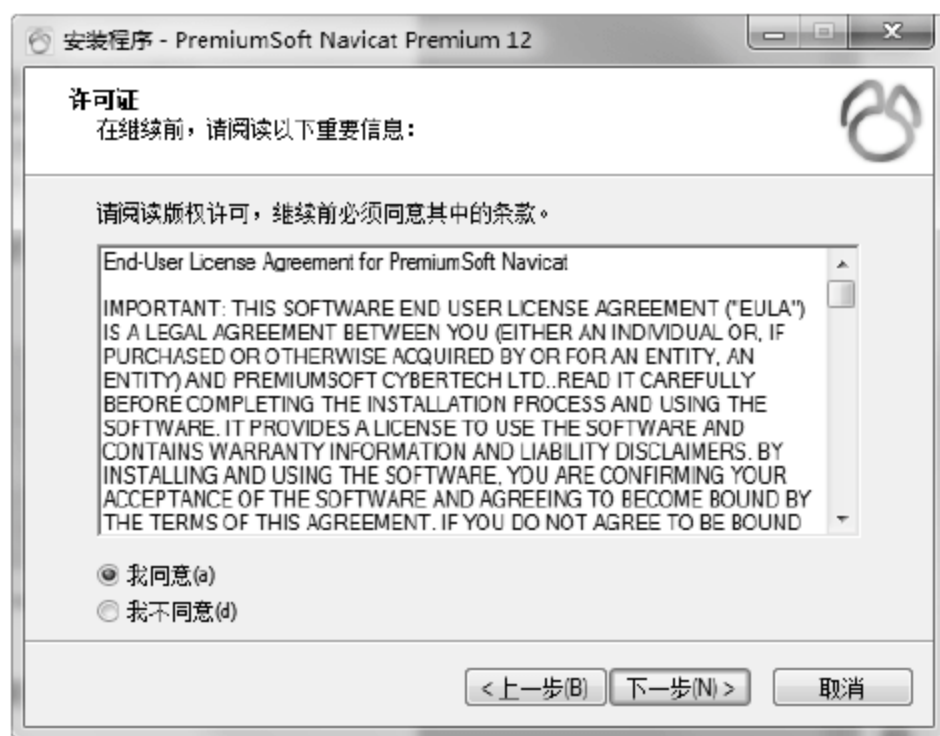 安装程序 - PremiumSoft Navicat Premium 12
许可证
在继续前，请阅读以下重要信息：
请阅读版权许可，继续前必须同意其中的条款。
End-User License Agreement for PremiumSoft Navicat
IMPORTANT: THIS SOFTWARE END USER LICENSE AGREEMENT ("EULA")
IS A LEGAL AGREEMENT BETWEEN YOU (EITHER AN INDIVIDUAL OR, IF
PURCHASED OR OTHERWISE ACQUIRED BY OR FOR AN ENTITY, AN
ENTITY) AND PREMIUMSOFT CYBERTECH LTD..READ IT CAREFULLY
BEFORE COMPLETING THE INSTALLATION PROCESS AND USING THE
SOFTWARE. IT PROVIDES A LICENSE TO USE THE SOFTWARE AND
CONTAINS WARRANTY INFORMATION AND LIABILITY DISCLAIMERS. BY
INSTALLING AND USING THE SOFTWARE, YOU ARE CONFIRMING YOUR
ACCEPTANCE OF THE SOFTWARE AND AGREEING TO BECOME BOUND BY
THE TERMS OF THIS AGREEMENT. IF YOU DO NOT AGREE TO BE BOUND
我同意(a)
我不同意(d)
<上一步(B) 下一步(N)> 取消